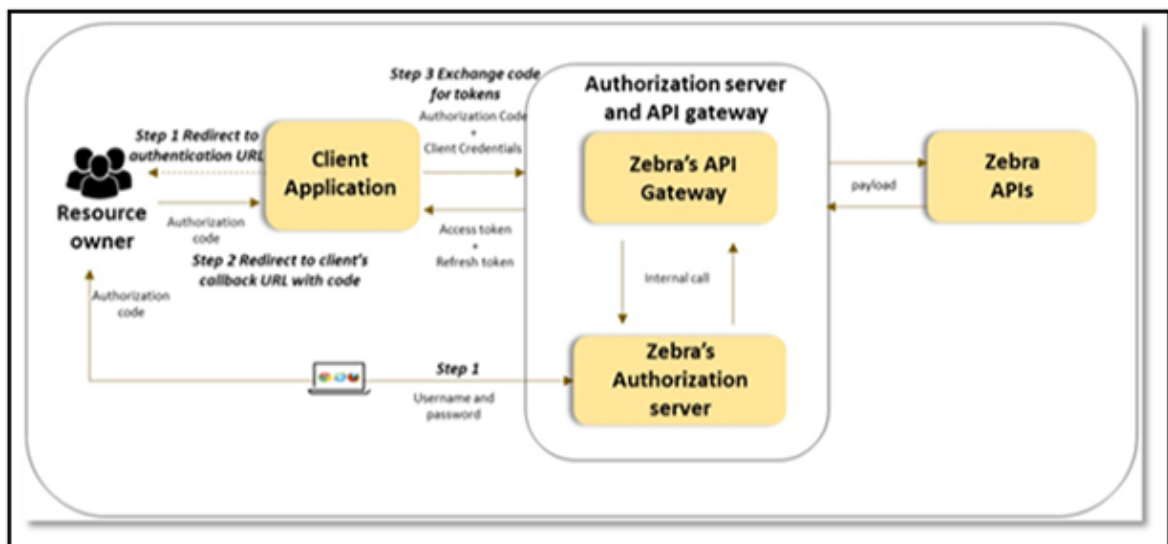 Step 3 Exchange code
for tokens
Authorization Code
+
Client Credentials
Authorization server
and API gateway
Step 1 Redirect to
authentication URL
Client
Application
Zebra's API
Gateway
Zebra
APIs
payload
Resource
owner
Authorization
code
Access token
+
Refresh token
Step 2 Redirect to client's
callback URL with code
Internal call
Authorization
code
Step 1
Username and
password
Zebra's
Authorization
server